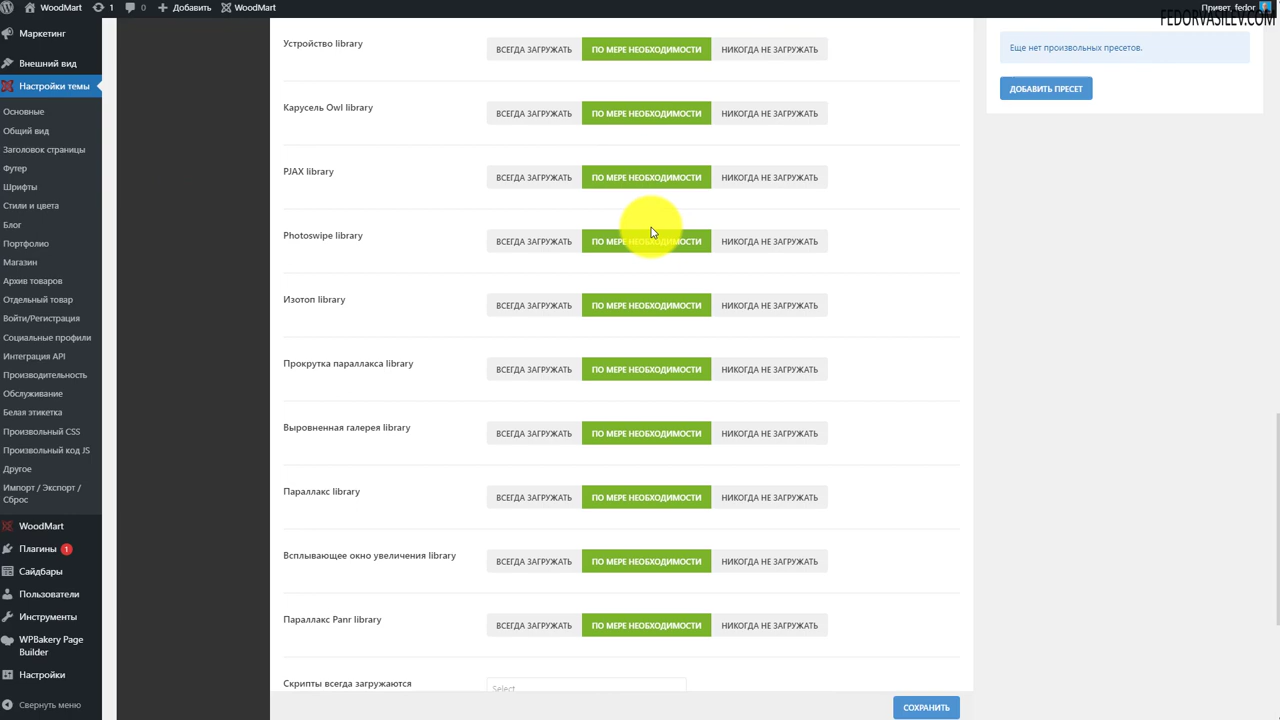 WoodMart
1
1
Добавить
WoodMart
Привет, fedor
FEDORVASILEV.COM
Маркетинг
Внешний вид
Настройки темы
Основные
Общий вид
Заголовок страницы
Футер
Шрифты
Стили и цвета
Блог
Портфолио
Магазин
Архив товаров
Отдельный товар
Войти/Регистрация
Социальные профили
Интеграция API
Производительность
Обслуживание
Белая этикетка
Произвольный CSS
Произвольный код JS
Другое
Импорт / Экспорт /
Сброс
WoodMart
Плагины 1
Сайдбары
Пользователи
Инструменты
WPBakery Page
Builder
Настройки
Свернуть меню
Устройство library ВСЕГДА ЗАГРУЖАТЬ ПО МЕРЕ НЕОБХОДИМОСТИ НИКОГДА НЕ ЗАГРУЖАТЬ
Карусель Owl library ВСЕГДА ЗАГРУЖАТЬ ПО МЕРЕ НЕОБХОДИМОСТИ НИКОГДА НЕ ЗАГРУЖАТЬ
PJAX library ВСЕГДА ЗАГРУЖАТЬ ПО МЕРЕ НЕОБХОДИМОСТИ НИКОГДА НЕ ЗАГРУЖАТЬ
Photoswipe library ВСЕГДА ЗАГРУЖАТЬ ПО МЕРЕ НЕОБХОДИМОСТИ НИКОГДА НЕ ЗАГРУЖАТЬ
Изотоп library ВСЕГДА ЗАГРУЖАТЬ ПО МЕРЕ НЕОБХОДИМОСТИ НИКОГДА НЕ ЗАГРУЖАТЬ
Прокрутка параллакса library ВСЕГДА ЗАГРУЖАТЬ ПО МЕРЕ НЕОБХОДИМОСТИ НИКОГДА НЕ ЗАГРУЖАТЬ
Выровненная галерея library ВСЕГДА ЗАГРУЖАТЬ ПО МЕРЕ НЕОБХОДИМОСТИ НИКОГДА НЕ ЗАГРУЖАТЬ
Параллакс library ВСЕГДА ЗАГРУЖАТЬ ПО МЕРЕ НЕОБХОДИМОСТИ НИКОГДА НЕ ЗАГРУЖАТЬ
Всплывающее окно увеличения library ВСЕГДА ЗАГРУЖАТЬ ПО МЕРЕ НЕОБХОДИМОСТИ НИКОГДА НЕ ЗАГРУЖАТЬ
Параллакс Panr library ВСЕГДА ЗАГРУЖАТЬ ПО МЕРЕ НЕОБХОДИМОСТИ НИКОГДА НЕ ЗАГРУЖАТЬ
Скрипты всегда загружаются Select
СОХРАНИТЬ
Еще нет произвольных пресетов.
ДОБАВИТЬ ПРЕСЕТ